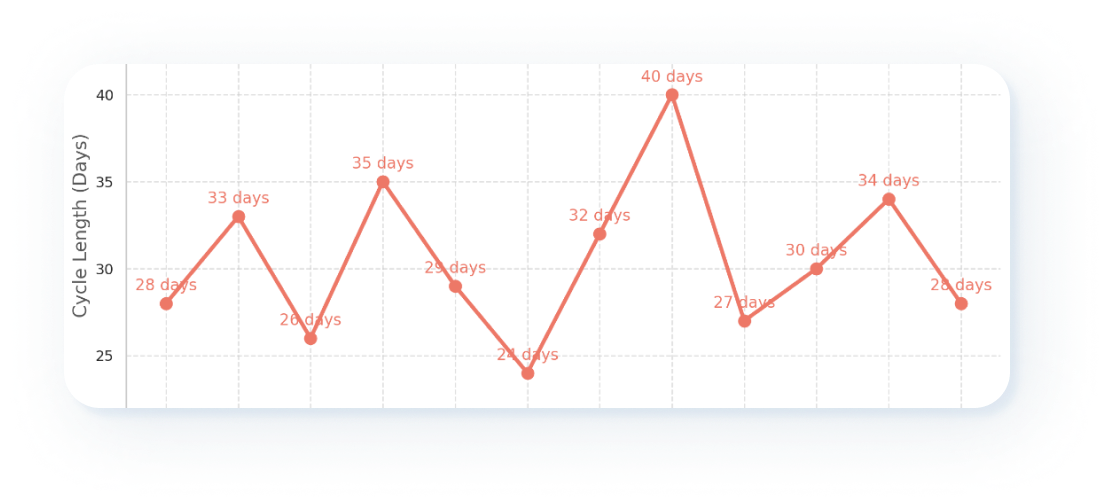 Cycle Length (Days)
40
35
30
25
28 days
33 days
26 days
35 days
29 days
24 days
32 days
40 days
27 days
30 days
34 days
28 days